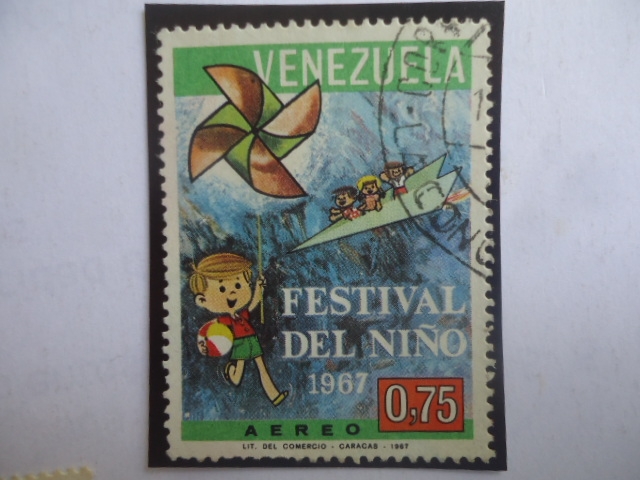 VENEZUELA
FESTIVAL
DEL NIÑO
1967
0,75
AEREO
LIT. DEL COMERCIO - CARACAS - 1967